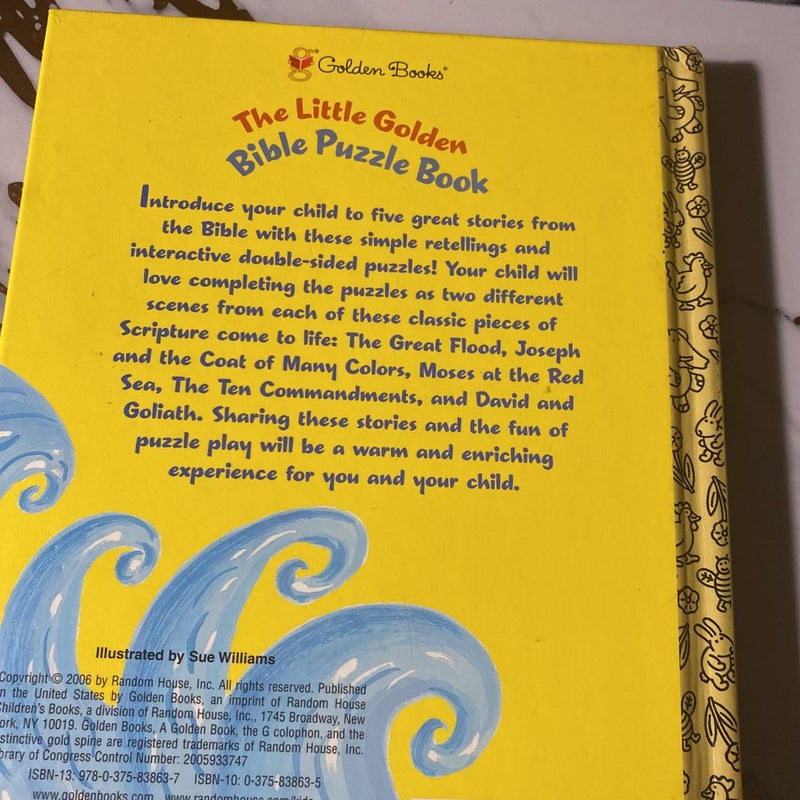 Golden Books®
The Little Golden
Bible Puzzle Book
Introduce your child to five great stories from
the Bible with these simple retellings and
interactive double-sided puzzles! Your child will
love completing the puzzles as two different
scenes from each of these classic pieces of
Scripture come to life: The Great Flood, Joseph
and the Coat of Many Colors, Moses at the Red
Sea, The Ten Commandments, and David and
Goliath. Sharing these stories and the fun of
puzzle play will be a warm and enriching
experience for you and your child.
Illustrated by Sue Williams
Copyright © 2006 by Random House, Inc. All rights reserved. Published
in the United States by Golden Books, an imprint of Random House
Children's Books, a division of Random House, Inc., 1745 Broadway, New
York, NY 10019. Golden Books, A Golden Book, the G colophon, and the
distinctive gold spine are registered trademarks of Random House, Inc.
Library of Congress Control Number: 2005933747
ISBN-13: 978-0-375-83863-7 ISBN-10: 0-375-83863-5
www.goldenbooks.com www.randomhouse.com/kids